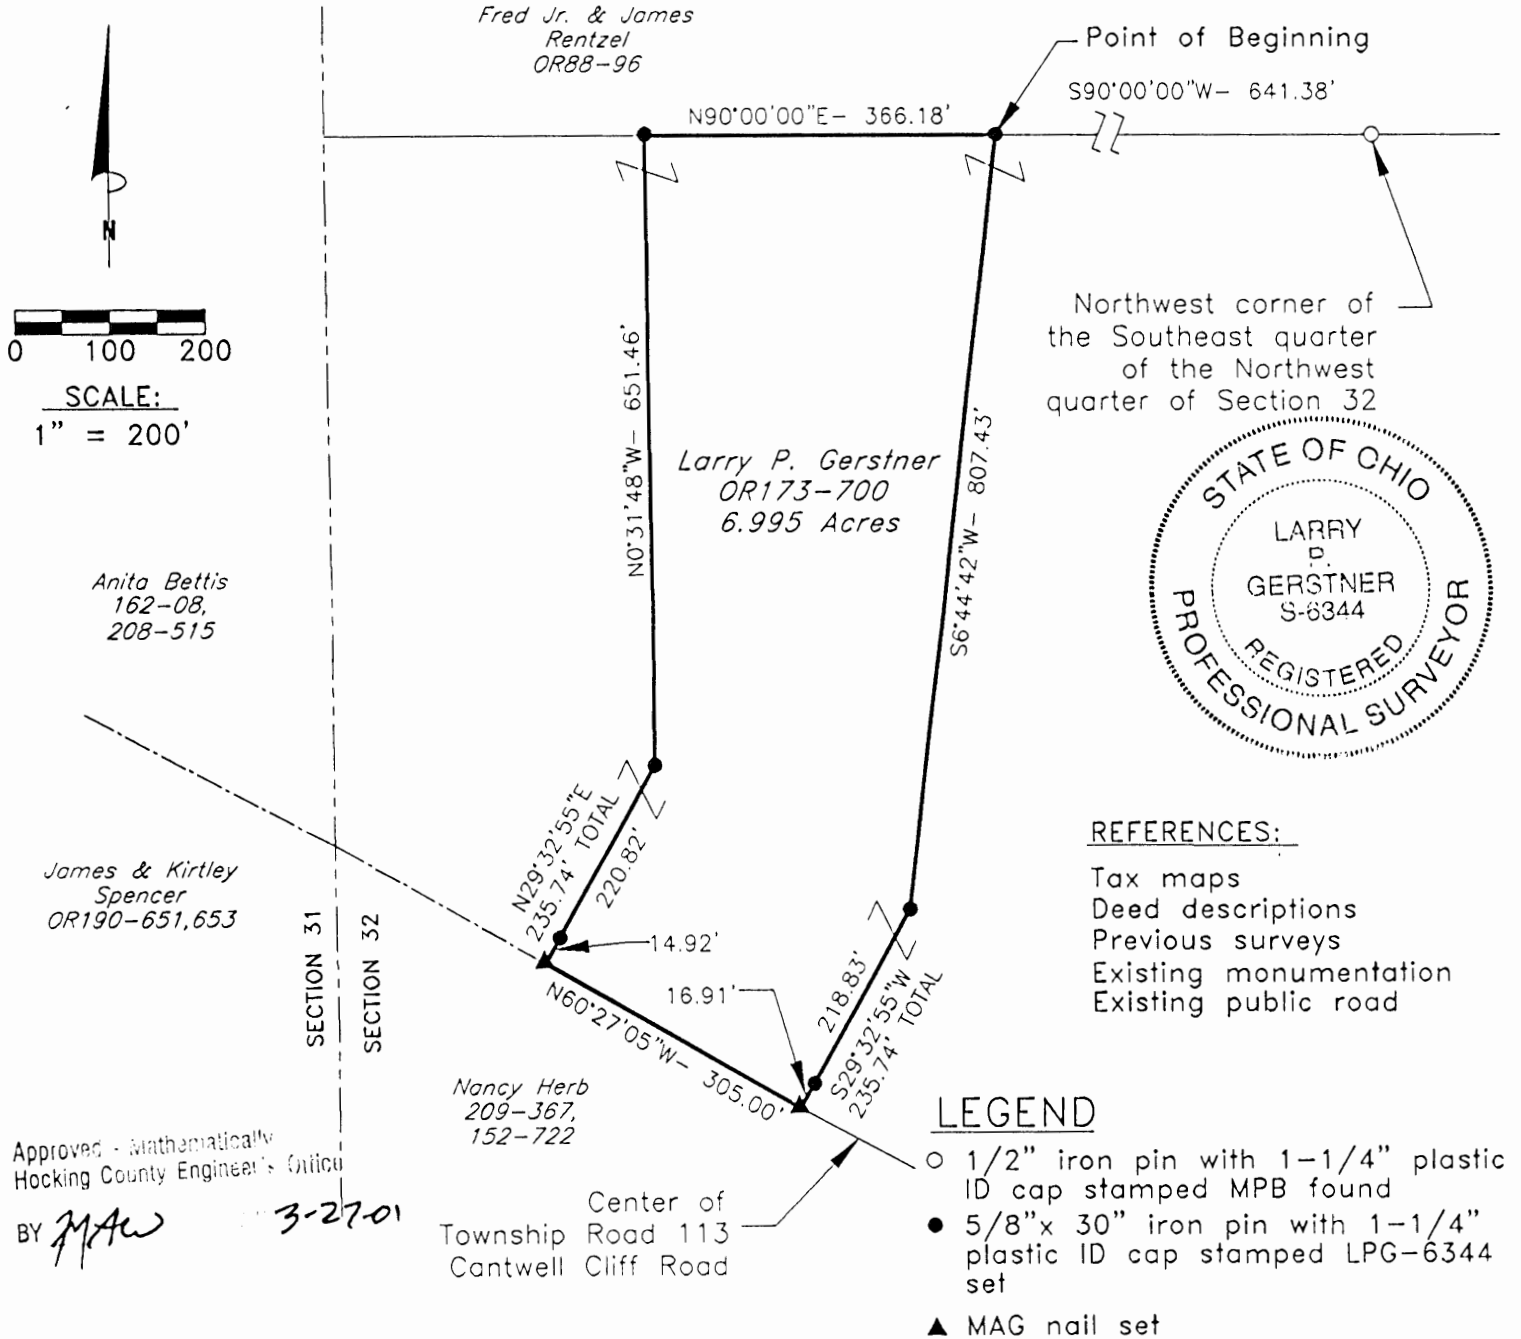 Fred Jr. & James
Rentzel
OR88-96
Point of Beginning
S90°00'00"W- 641.38'
N90°00'00"E- 366.18'
N
0 100 200
SCALE:
1" = 200'
Northwest corner of
the Southeast quarter
of the Northwest
quarter of Section 32
N0°31'48"W- 651.46'
Larry P. Gerstner
OR173-700
6.995 Acres
S6°44'42"W- 807.43'
STATE OF OHIO
LARRY
P.
GERSTNER
S-6344
REGISTERED
PROFESSIONAL SURVEYOR
Anita Bettis
162-08,
208-515
N29°32'55"E
235.74' TOTAL
220.82'
James & Kirtley
Spencer
OR190-651,653
SECTION 31
SECTION 32
14.92'
16.91'
218.83'
S29°32'55"W
235.74' TOTAL
N60°27'05"W- 305.00'
REFERENCES:
Tax maps
Deed descriptions
Previous surveys
Existing monumentation
Existing public road
Nancy Herb
209-367,
152-722
Approved - Mathematically
Hocking County Engineer's Office
BY MAW 3-27-01
Center of
Township Road 113
Cantwell Cliff Road
LEGEND
1/2" iron pin with 1-1/4" plastic
ID cap stamped MPB found
5/8"x 30" iron pin with 1-1/4"
plastic ID cap stamped LPG-6344
set
MAG nail set